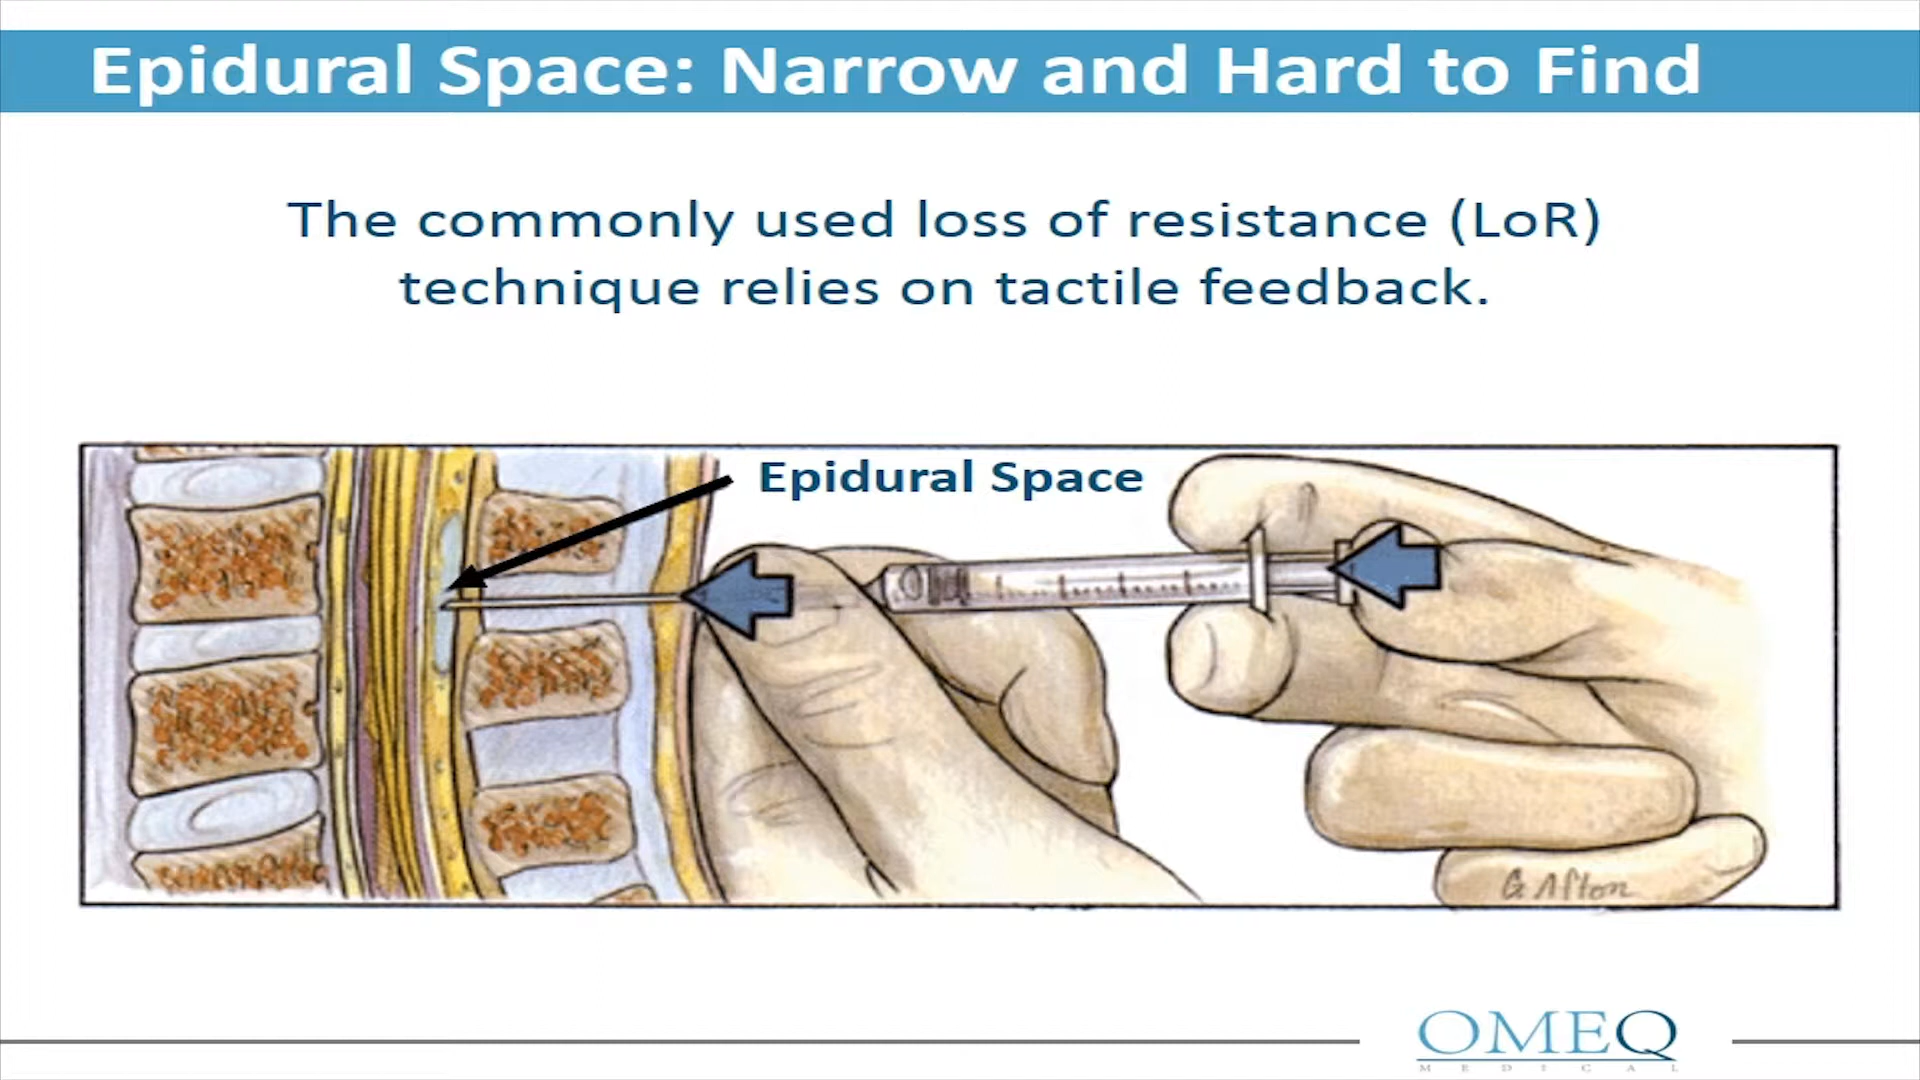 Epidural Space: Narrow and Hard to Find
The commonly used loss of resistance (LoR)
technique relies on tactile feedback.
Epidural Space
G. Afton
OMEQ
MEDICAL